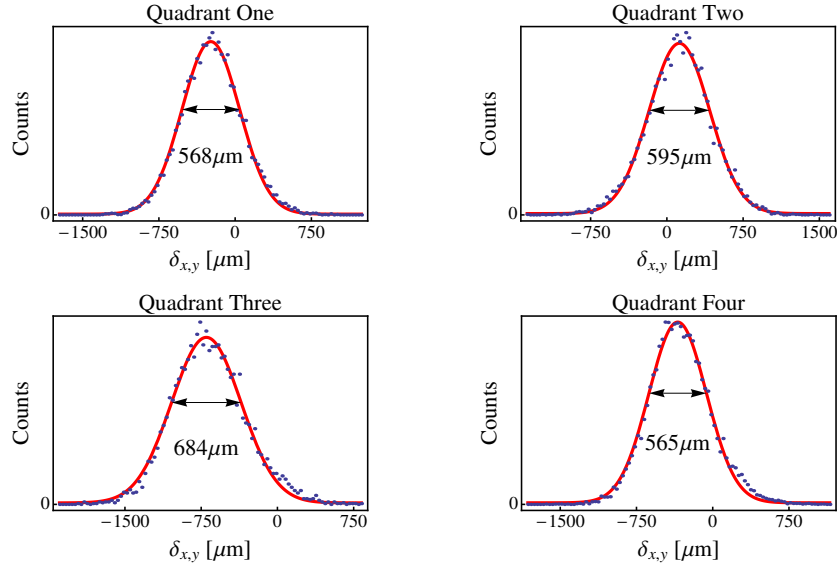 Quadrant One
Counts
568μm
0
−1500 −750 0 750
δx,y [μm]
Quadrant Two
Counts
595μm
0
−750 0 750 1500
δx,y [μm]
Quadrant Three
Counts
684μm
0
−1500 −750 0 750
δx,y [μm]
Quadrant Four
Counts
565μm
0
−1500 −750 0 750
δx,y [μm]